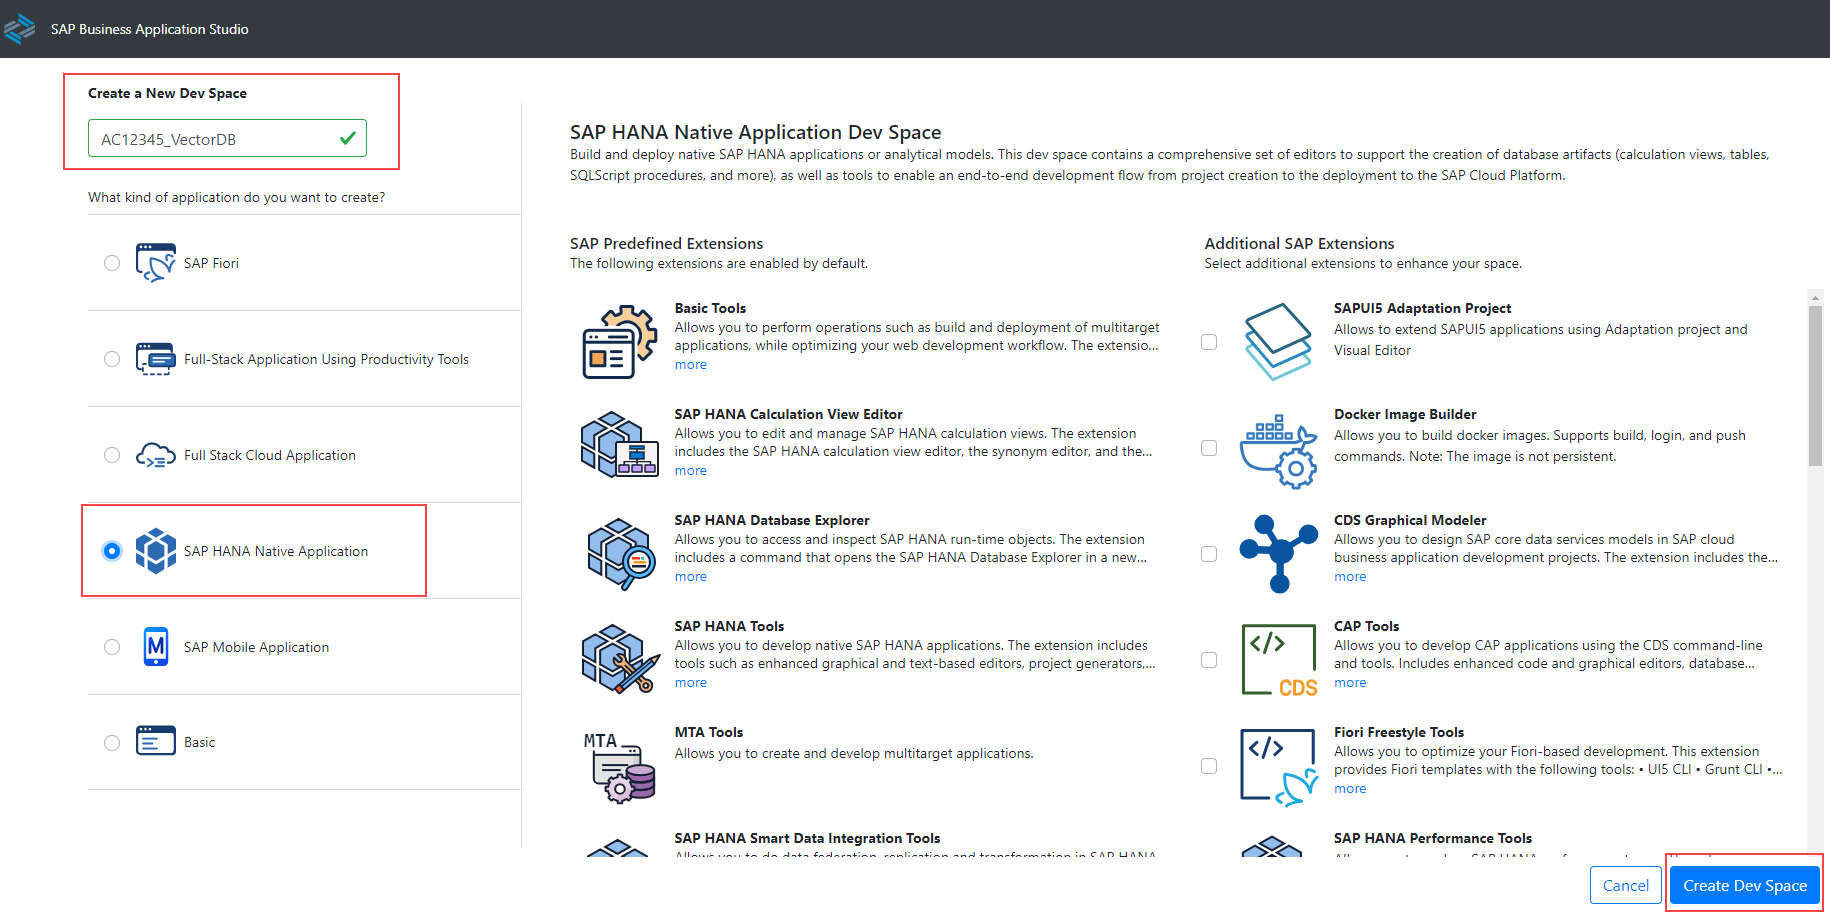 SAP Business Application Studio
Create a New Dev Space
AC12345_VectorDB
What kind of application do you want to create?
SAP Fiori
Full-Stack Application Using Productivity Tools
Full Stack Cloud Application
SAP HANA Native Application
M
SAP Mobile Application
Basic
SAP HANA Native Application Dev Space
Build and deploy native SAP HANA applications or analytical models. This dev space contains a comprehensive set of editors to support the creation of database artifacts (calculation views, tables,
SQLScript procedures, and more), as well as tools to enable an end-to-end development flow from project creation to the deployment to the SAP Cloud Platform.
SAP Predefined Extensions
The following extensions are enabled by default.
Basic Tools
Allows you to perform operations such as build and deployment of multitarget
applications, while optimizing your web development workflow. The extensio...
more
SAP HANA Calculation View Editor
Allows you to edit and manage SAP HANA calculation views. The extension
includes the SAP HANA calculation view editor, the synonym editor, and the...
more
SAP HANA Database Explorer
Allows you to access and inspect SAP HANA run-time objects. The extension
includes a command that opens the SAP HANA Database Explorer in a new...
more
SAP HANA Tools
Allows you to develop native SAP HANA applications. The extension includes
tools such as enhanced graphical and text-based editors, project generators,...
more
MTA
MTA Tools
Allows you to create and develop multitarget applications.
SAP HANA Smart Data Integration Tools
Allows you to do data federation, replication and transformation in SAP HANA
Additional SAP Extensions
Select additional extensions to enhance your space.
SAPUI5 Adaptation Project
Allows to extend SAPUI5 applications using Adaptation project and
Visual Editor
Docker Image Builder
Allows you to build docker images. Supports build, login, and push
commands. Note: The image is not persistent.
CDS Graphical Modeler
Allows you to design SAP core data services models in SAP cloud
business application development projects. The extension includes the...
more
</>
CDS
CAP Tools
Allows you to develop CAP applications using the CDS command-line
and tools. Includes enhanced code and graphical editors, database...
more
</>
Fiori Freestyle Tools
Allows you to optimize your Fiori-based development. This extension
provides Fiori templates with the following tools: • UI5 CLI • Grunt CLI •...
more
SAP HANA Performance Tools
Cancel
Create Dev Space